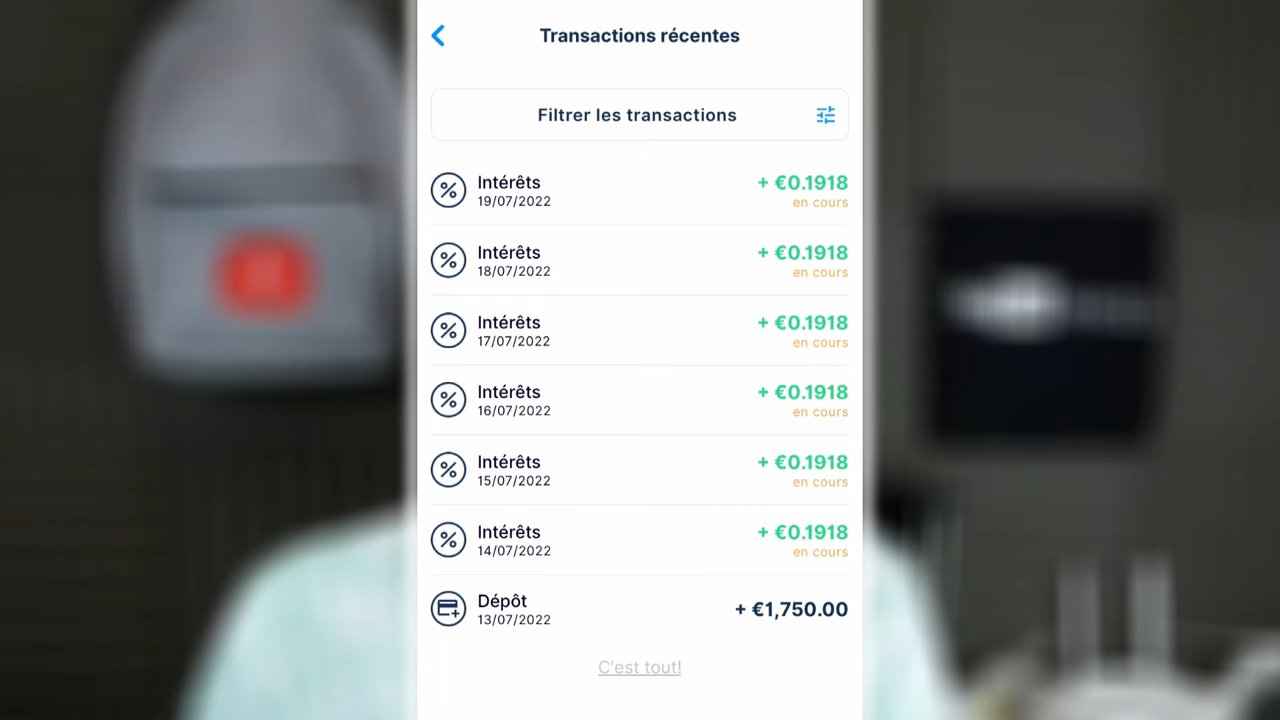 Transactions récentes
Filtrer les transactions
Intérêts + €0.1918
19/07/2022 en cours
Intérêts + €0.1918
18/07/2022 en cours
Intérêts + €0.1918
17/07/2022 en cours
Intérêts + €0.1918
16/07/2022 en cours
Intérêts + €0.1918
15/07/2022 en cours
Intérêts + €0.1918
14/07/2022 en cours
Dépôt + €1,750.00
13/07/2022
C'est tout!